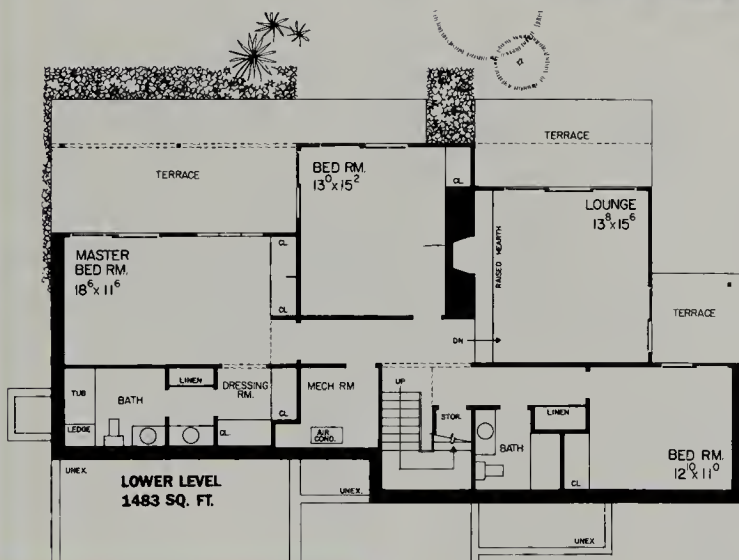 TERRACE
TERRACE
BED RM.
13⁰x15²
CL.
LOUNGE
13⁸x15⁶
MASTER
BED RM.
18⁶x11⁶
CL
CL
RAISED HEARTH
TERRACE
DN
TUB
LEDGE
BATH
LINEN
DRESSING
RM.
CL
CL.
MECH RM
AIR
COND.
UP
STOR.
BATH
LINEN
CL
BED RM.
12¹⁰x11⁰
UNEX.
UNEX.
UNEX
LOWER LEVEL
1483 SQ. FT.